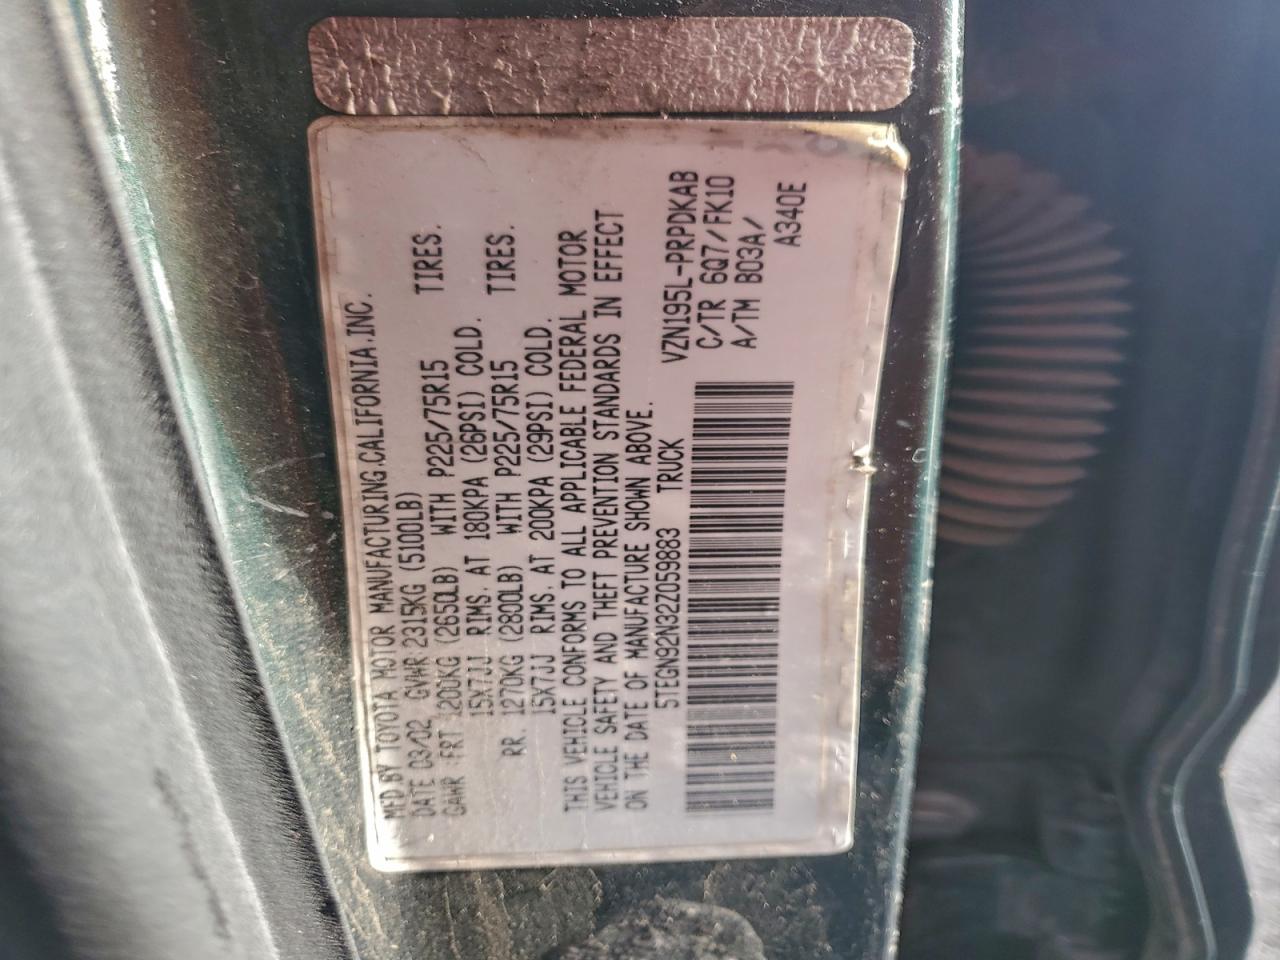 MFD.BY TOYOTA MOTOR MANUFACTURING.CALIFORNIA.INC.
DATE 03/02 GVWR 2315KG (5100LB)
GAWR FRT 1200KG (2650LB) WITH P225/75R15 TIRES.
15X7JJ RIMS. AT 180KPA (26PSI) COLD.
RR. 1270KG (2800LB) WITH P225/75R15 TIRES.
15X7JJ RIMS. AT 200KPA (29PSI) COLD.
THIS VEHICLE CONFORMS TO ALL APPLICABLE FEDERAL MOTOR
VEHICLE SAFETY AND THEFT PREVENTION STANDARDS IN EFFECT
ON THE DATE OF MANUFACTURE SHOWN ABOVE.
5TEGN92N32Z059883 TRUCK
VZN195L-PRPDKAB
C/TR 6Q7/FK10
A/TM B03A/
A340E